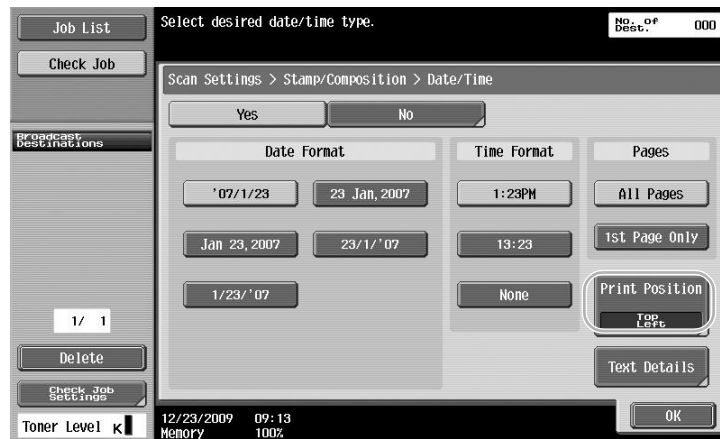 Job List
Check Job
Broadcast
Destinations
1/ 1
Delete
Check Job
Settings
Toner Level K
Select desired date/time type.
No. of
Dest. 000
Scan Settings > Stamp/Composition > Date/Time
Yes No
Date Format Time Format Pages
'07/1/23 23 Jan,2007 1:23PM All Pages
Jan 23,2007 23/1/'07 13:23 1st Page Only
1/23/'07 None Print Position
Top
Left
Text Details
OK
12/23/2009 09:13
Memory 100%